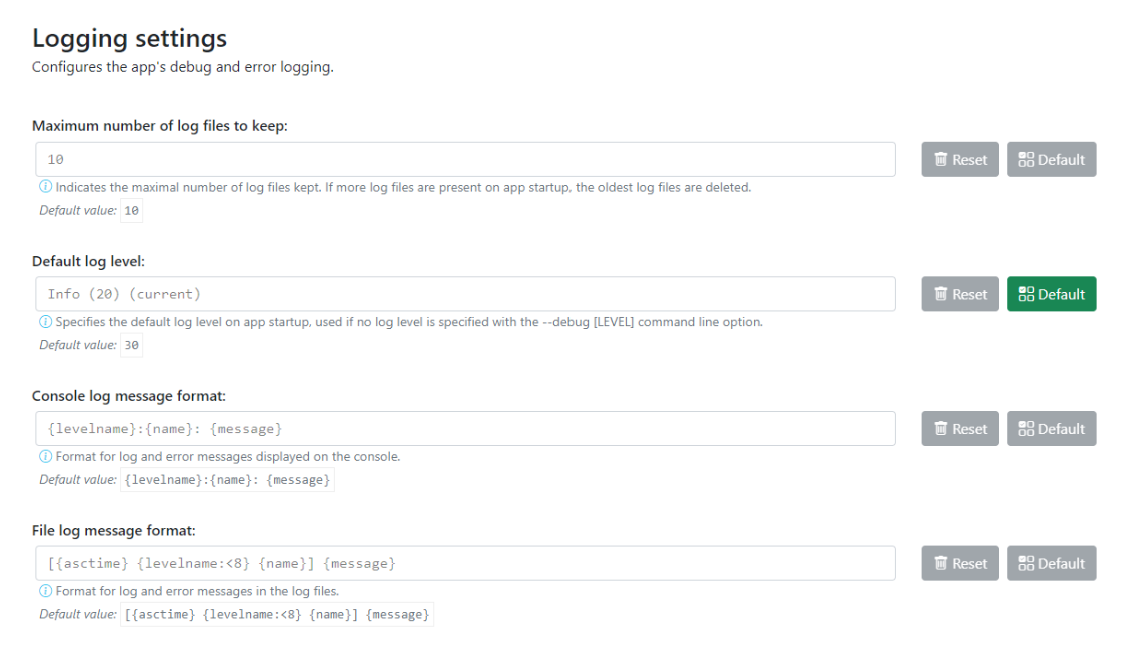 Logging settings
Configures the app's debug and error logging.
Maximum number of log files to keep:
10 Reset Default
Indicates the maximal number of log files kept. If more log files are present on app startup, the oldest log files are deleted.
Default value: 10
Default log level:
Info (20) (current) Reset Default
Specifies the default log level on app startup, used if no log level is specified with the --debug [LEVEL] command line option.
Default value: 30
Console log message format:
{levelname}:{name}: {message} Reset Default
Format for log and error messages displayed on the console.
Default value: {levelname}:{name}: {message}
File log message format:
[{asctime} {levelname:<8} {name}] {message} Reset Default
Format for log and error messages in the log files.
Default value: [{asctime} {levelname:<8} {name}] {message}